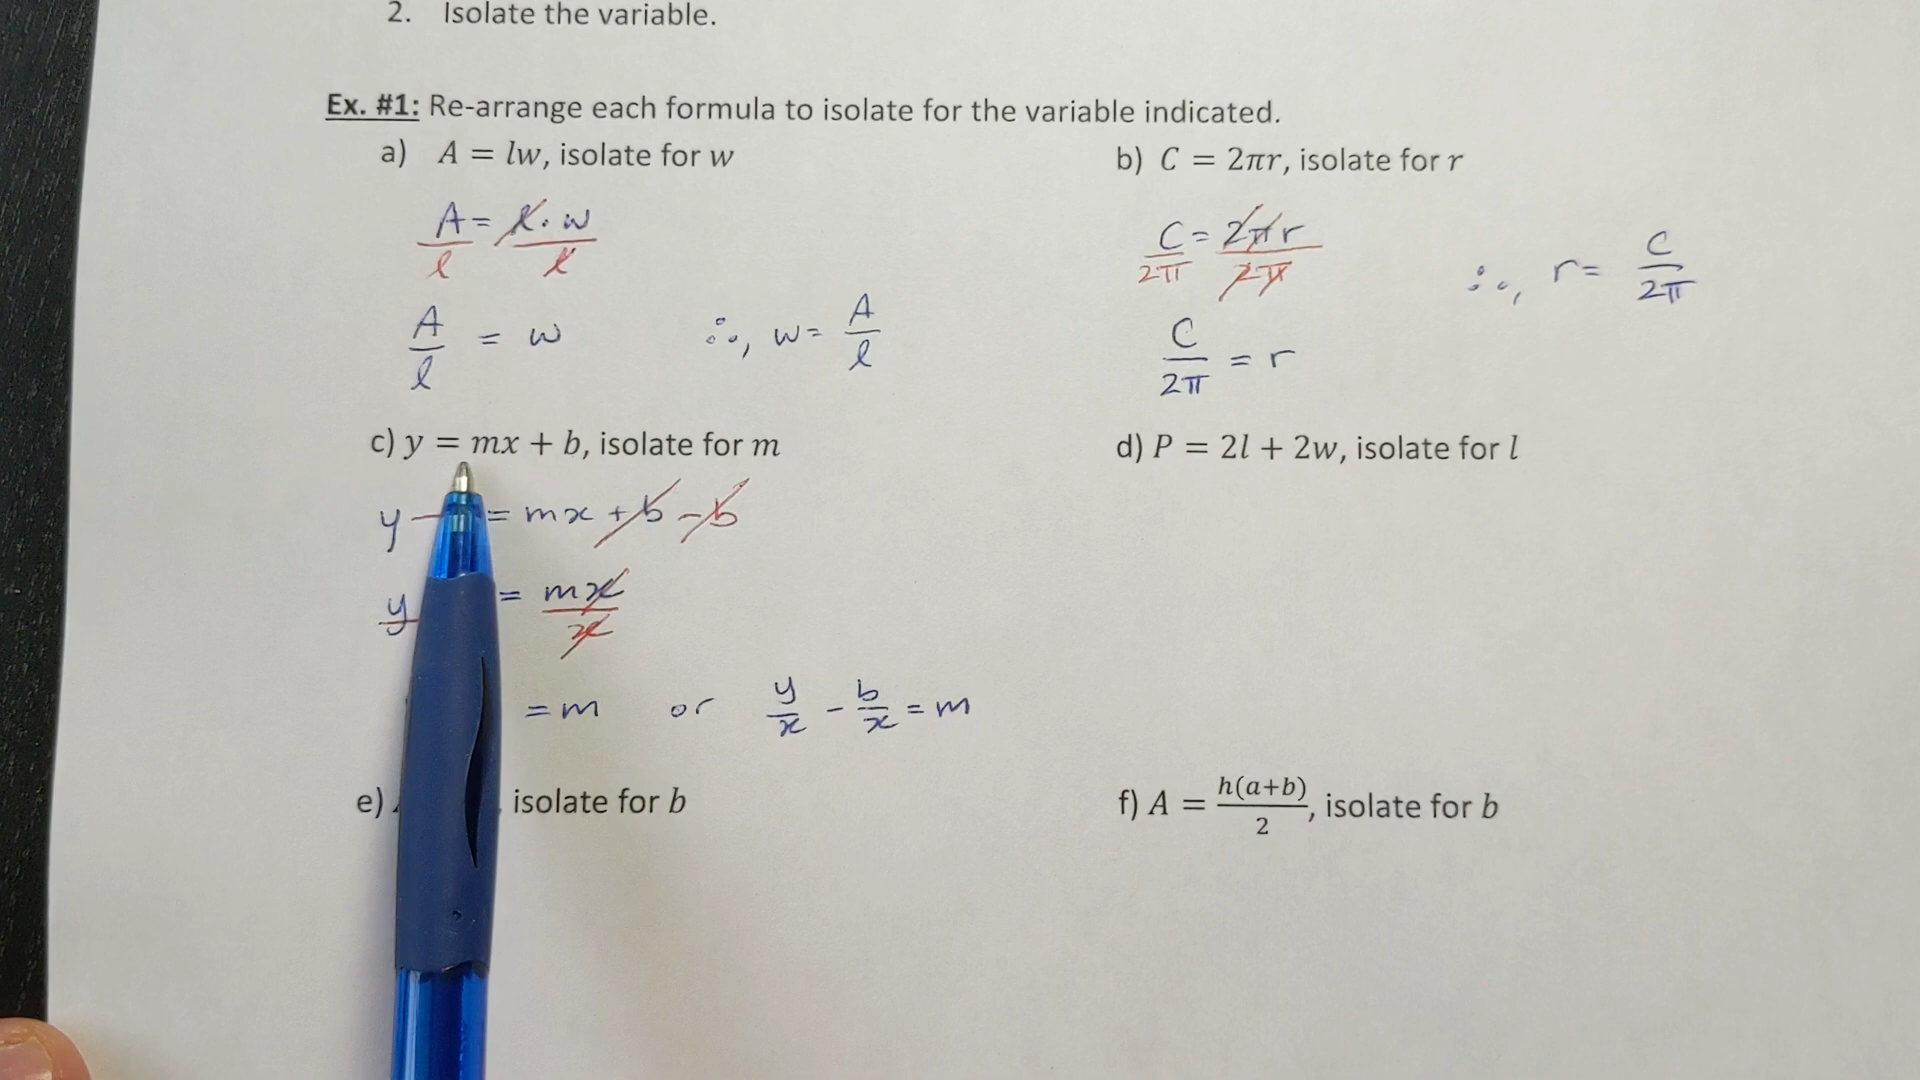 2. Isolate the variable.
Ex. #1: Re-arrange each formula to isolate for the variable indicated.
a) A = lw, isolate for w
A = l · w
l l
A/l = w ∴, w = A/l
b) C = 2πr, isolate for r
C = 2πr
2π 2π
∴, r = C/2π
C/2π = r
c) y = mx + b, isolate for m
y − = mx + b − b
y = mx/x
= m or y/x − b/x = m
d) P = 2l + 2w, isolate for l
e) isolate for b
f) A = h(a+b)/2, isolate for b